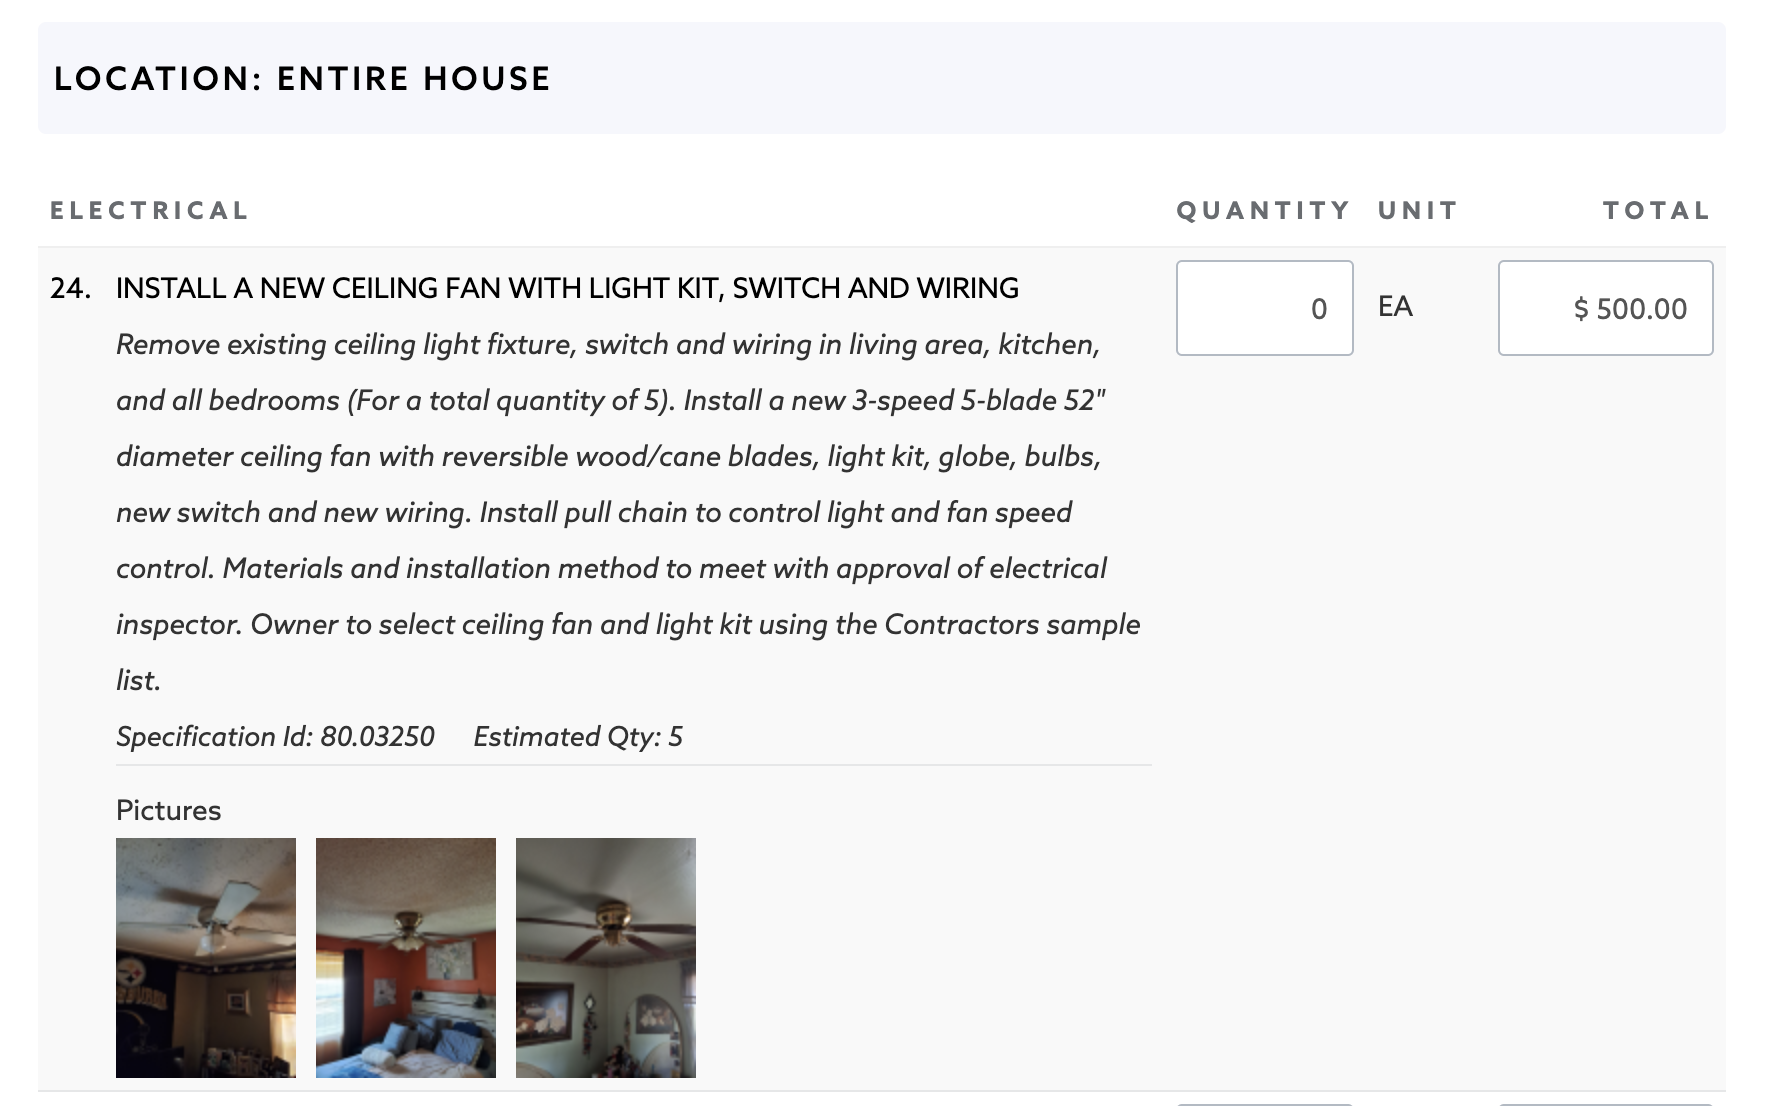 LOCATION: ENTIRE HOUSE
ELECTRICAL QUANTITY UNIT TOTAL
24. INSTALL A NEW CEILING FAN WITH LIGHT KIT, SWITCH AND WIRING 0 EA $ 500.00
Remove existing ceiling light fixture, switch and wiring in living area, kitchen,
and all bedrooms (For a total quantity of 5). Install a new 3-speed 5-blade 52"
diameter ceiling fan with reversible wood/cane blades, light kit, globe, bulbs,
new switch and new wiring. Install pull chain to control light and fan speed
control. Materials and installation method to meet with approval of electrical
inspector. Owner to select ceiling fan and light kit using the Contractors sample
list.
Specification Id: 80.03250 Estimated Qty: 5
Pictures